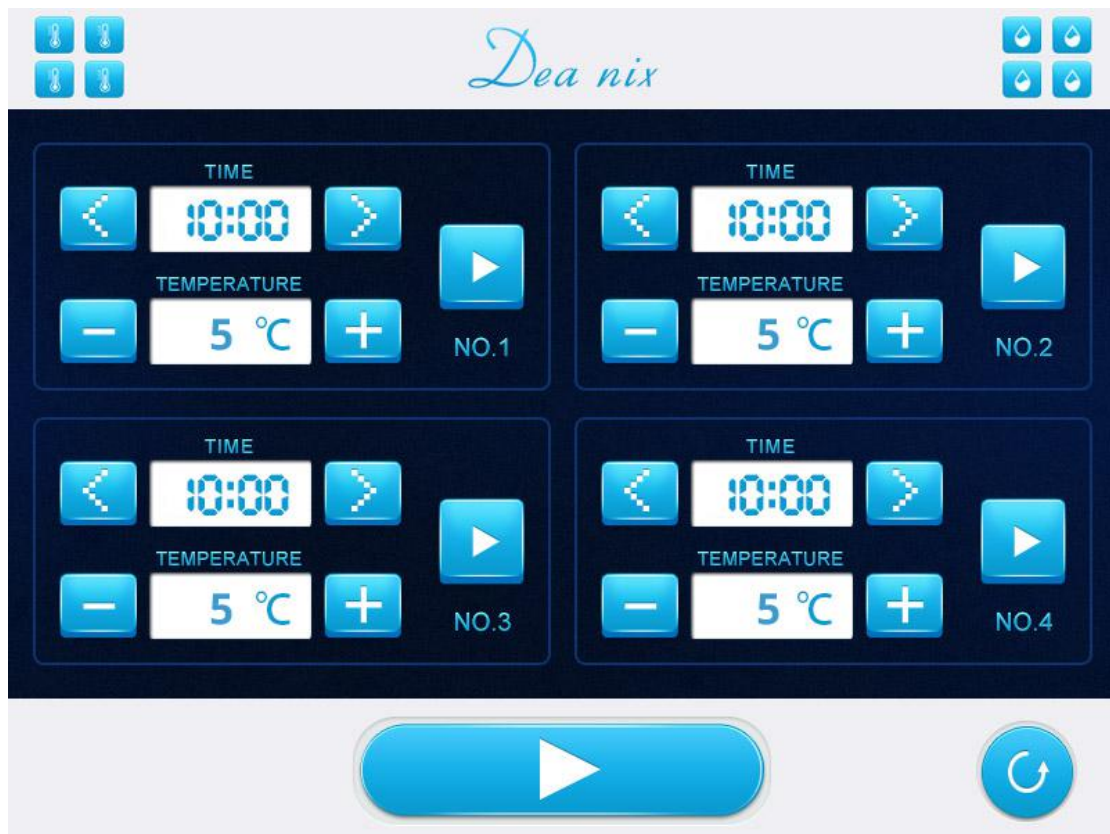 Dea nix
TIME
10:00
TEMPERATURE
5 °C
NO.1
TIME
10:00
TEMPERATURE
5 °C
NO.2
TIME
10:00
TEMPERATURE
5 °C
NO.3
TIME
10:00
TEMPERATURE
5 °C
NO.4